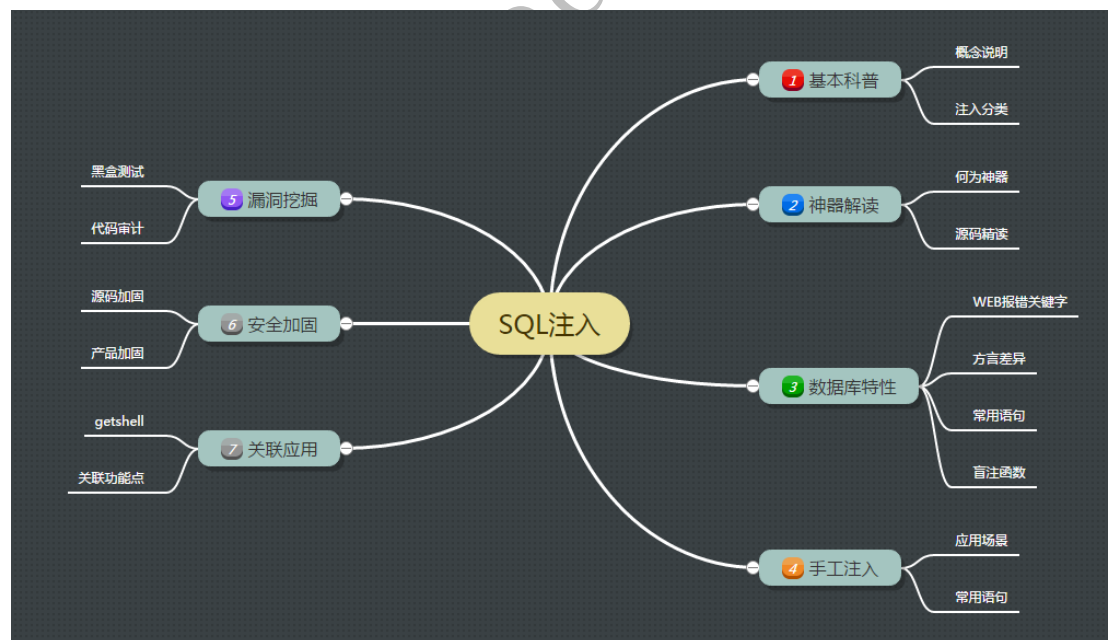 SQL注入
1 基本科普
概念说明
注入分类
2 神器解读
何为神器
源码精读
3 数据库特性
WEB报错关键字
方言差异
常用语句
盲注函数
4 手工注入
应用场景
常用语句
5 漏洞挖掘
黑盒测试
代码审计
6 安全加固
源码加固
产品加固
7 关联应用
getshell
关联功能点